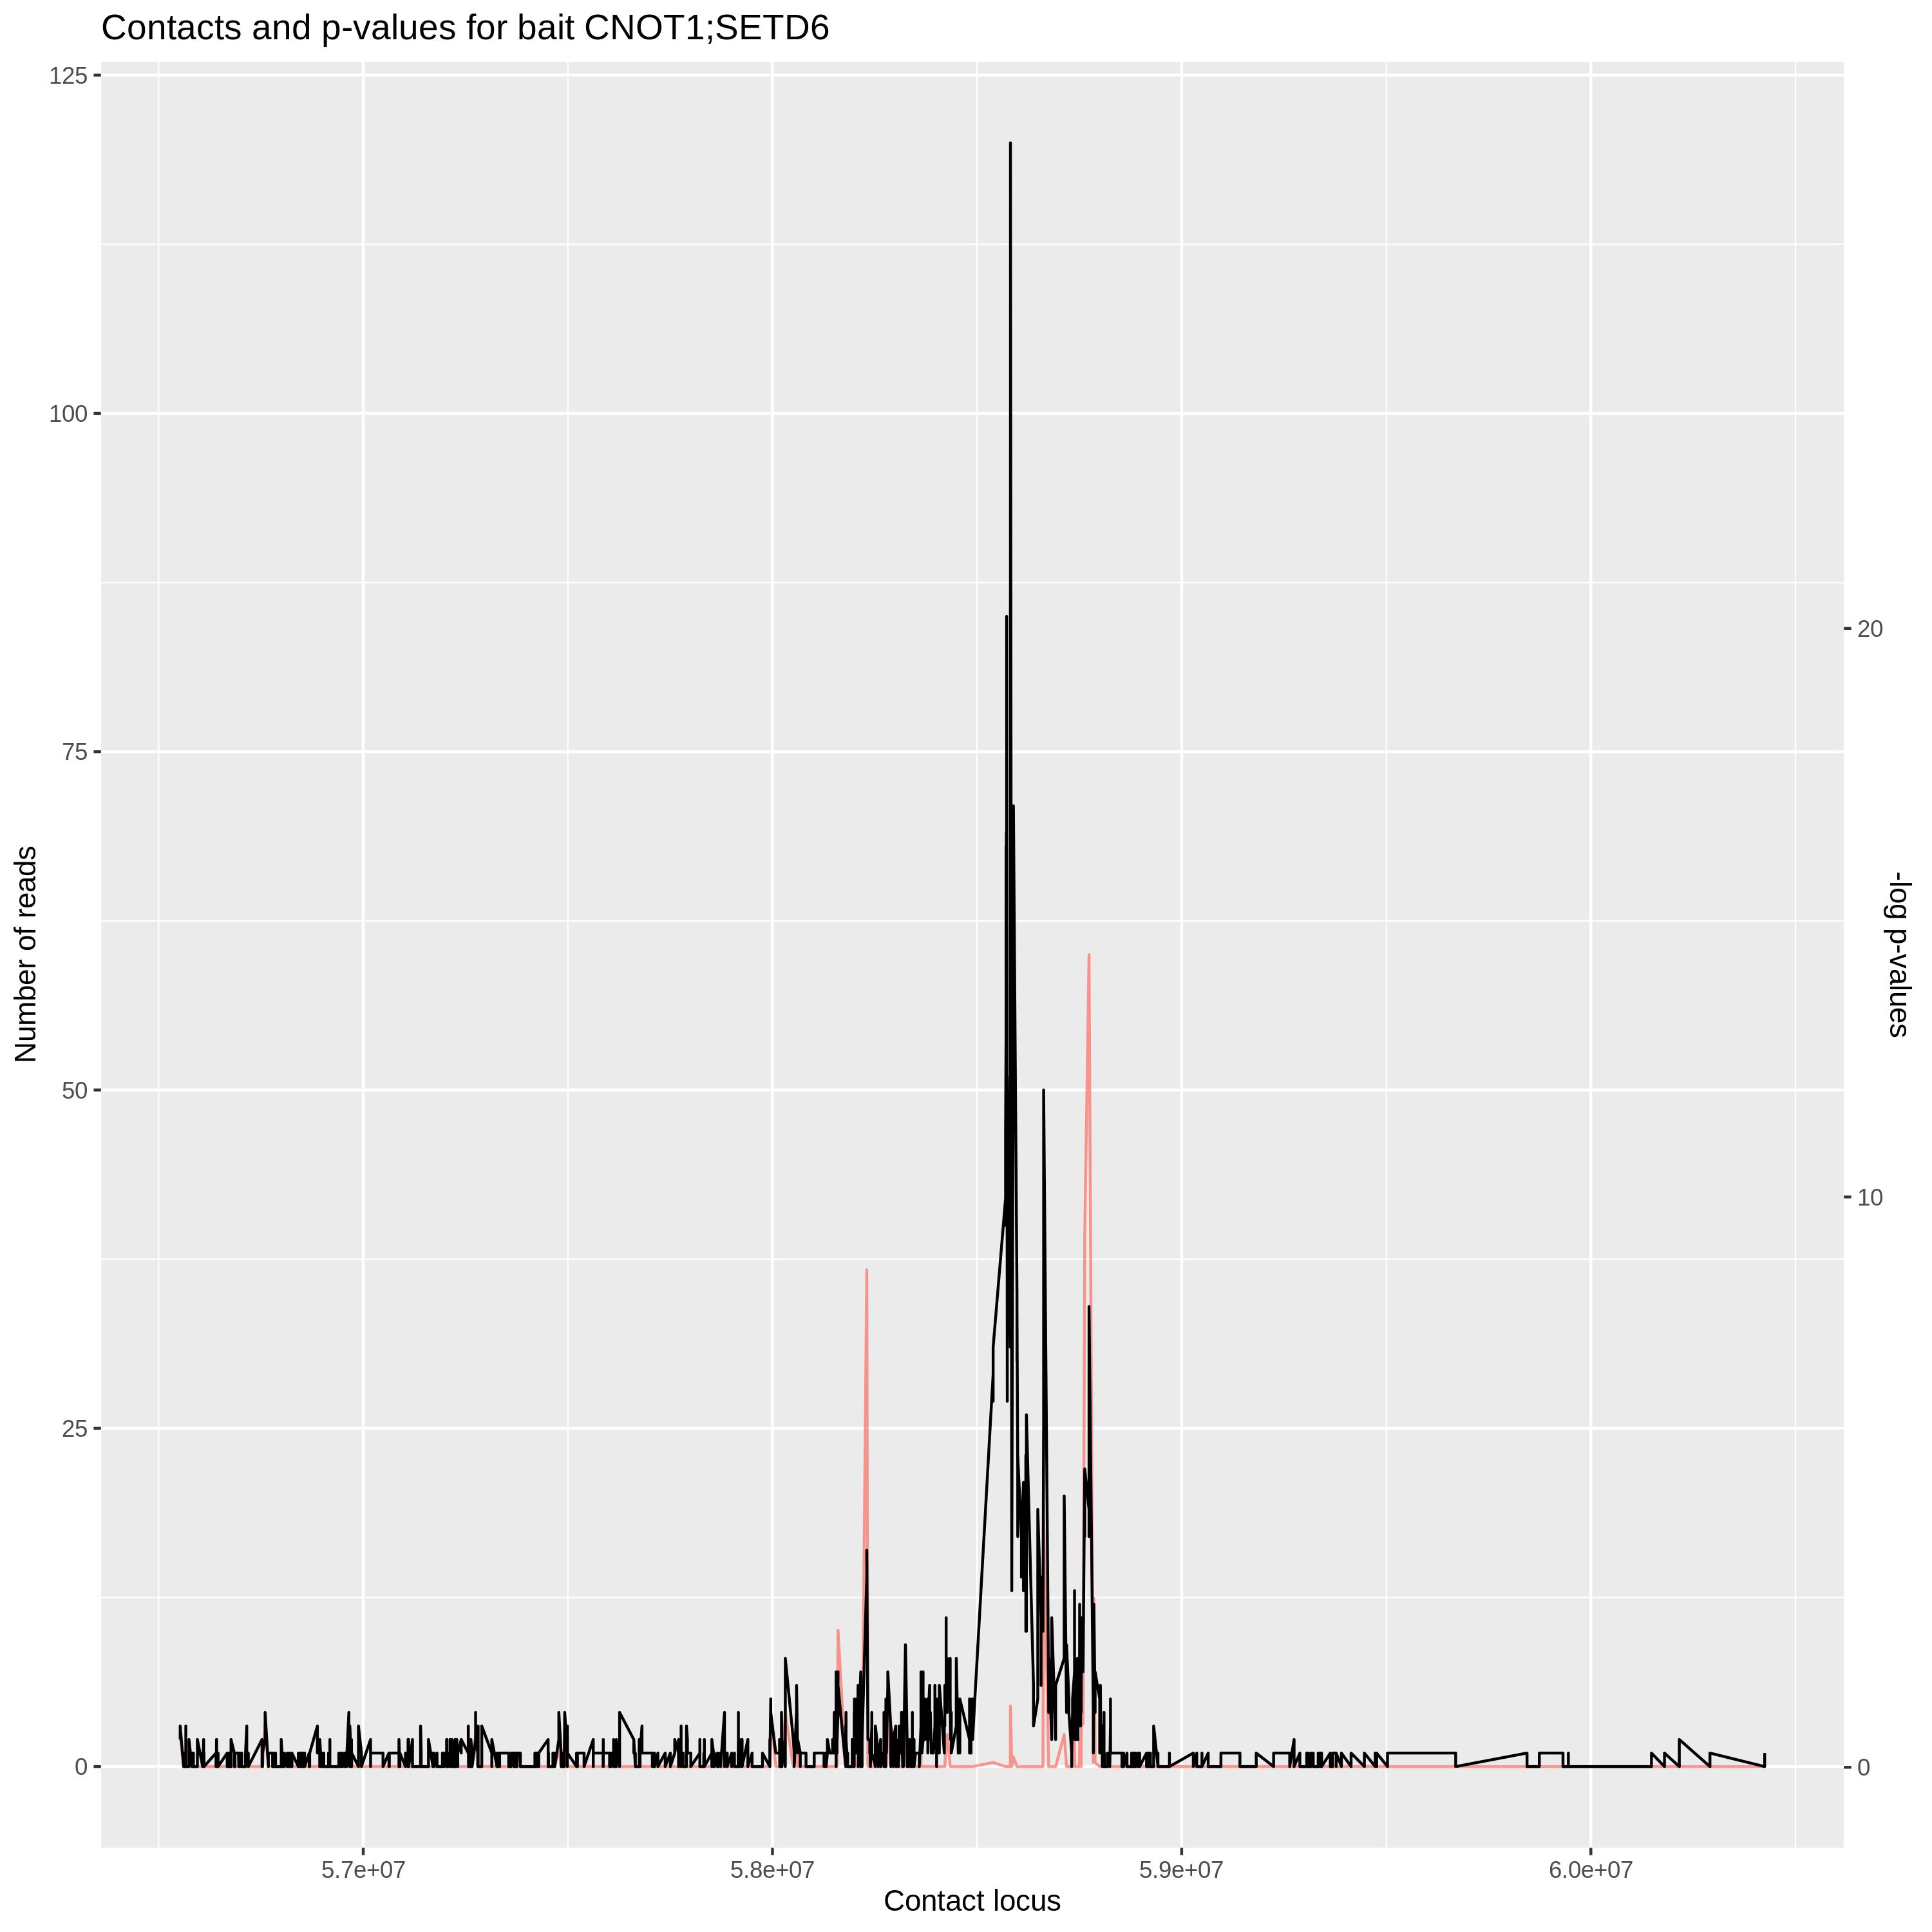 Contacts and p-values for bait CNOT1;SETD6
125
100
75
50
25
0
Number of reads
20
10
0
-log p-values
5.7e+07
5.8e+07
5.9e+07
6.0e+07
Contact locus